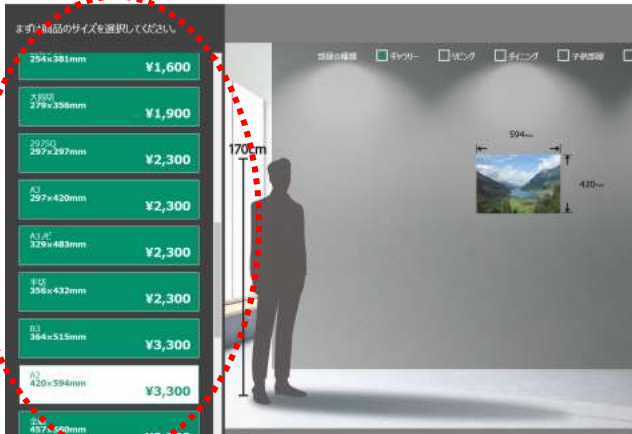 まずは商品のサイズを選択してください。
254×381mm
¥1,600
大四切
279×356mm
¥1,900
297SQ
297×297mm
¥2,300
A3
297×420mm
¥2,300
A3ノビ
329×483mm
¥2,300
半切
356×432mm
¥2,300
B3
364×515mm
¥3,300
A2
420×594mm
¥3,300
457×560mm
部屋の種類
ギャラリー
リビング
ダイニング
子供部屋
170cm
594mm
420mm